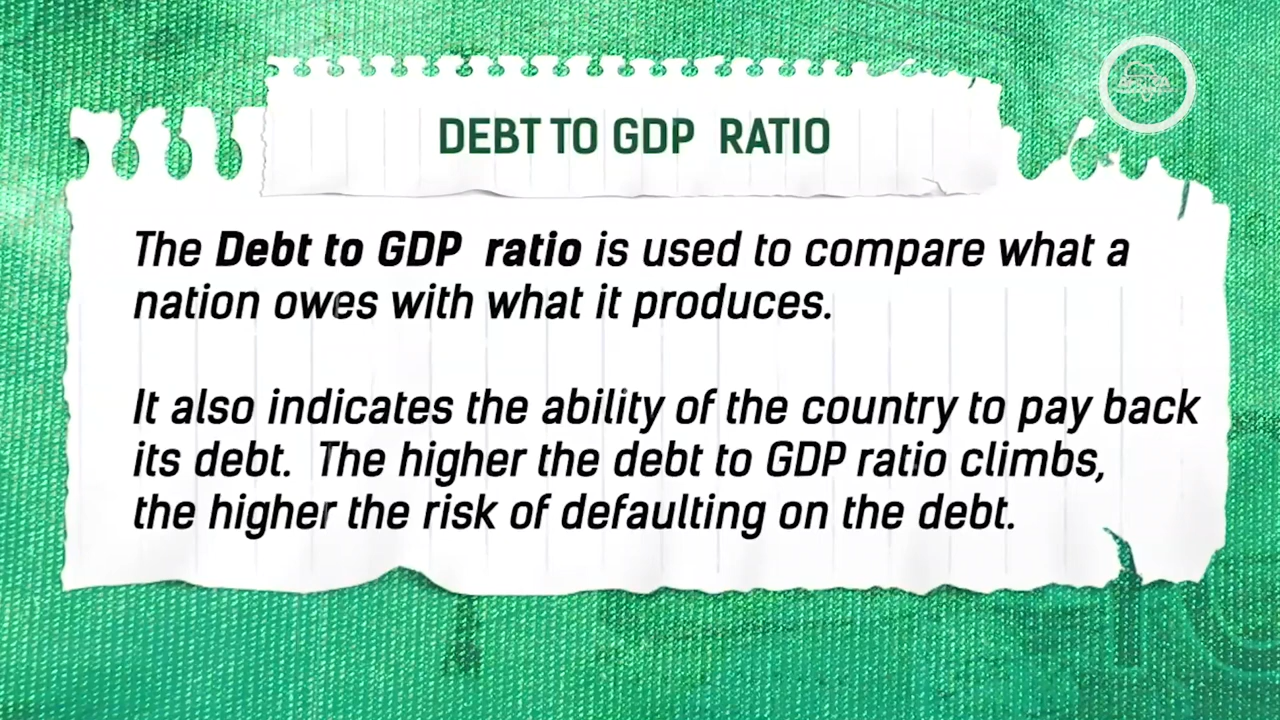 DEBT TO GDP RATIO
The Debt to GDP ratio is used to compare what a
nation owes with what it produces.
It also indicates the ability of the country to pay back
its debt. The higher the debt to GDP ratio climbs,
the higher the risk of defaulting on the debt.